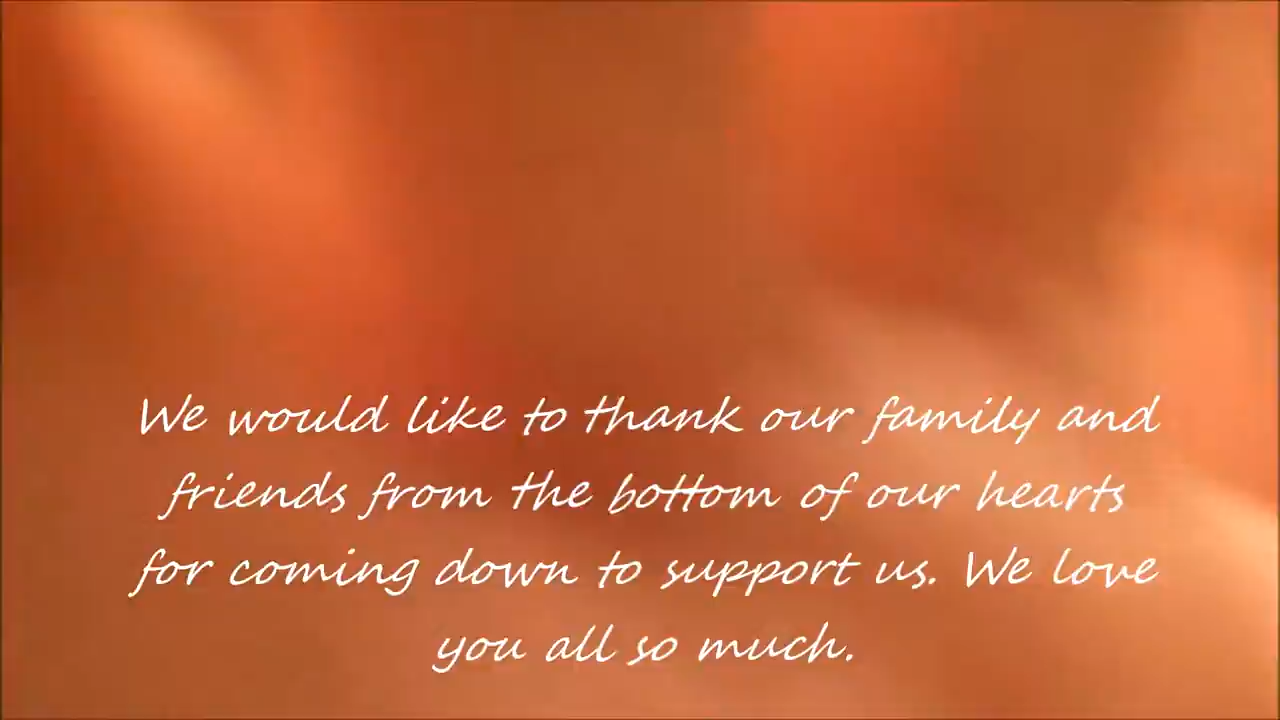 We would like to thank our family and
friends from the bottom of our hearts
for coming down to support us. We love
you all so much.